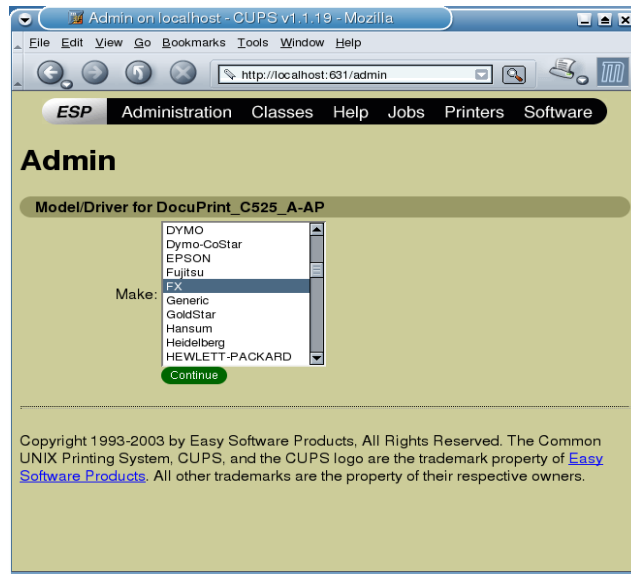 Admin on localhost - CUPS v1.1.19 - Mozilla
File Edit View Go Bookmarks Tools Window Help
http://localhost:631/admin
ESP Administration Classes Help Jobs Printers Software
Admin
Model/Driver for DocuPrint_C525_A-AP
DYMO
Dymo-CoStar
EPSON
Fujitsu
Make: FX
Generic
GoldStar
Hansum
Heidelberg
HEWLETT-PACKARD
Continue
Copyright 1993-2003 by Easy Software Products, All Rights Reserved. The Common
UNIX Printing System, CUPS, and the CUPS logo are the trademark property of Easy
Software Products. All other trademarks are the property of their respective owners.